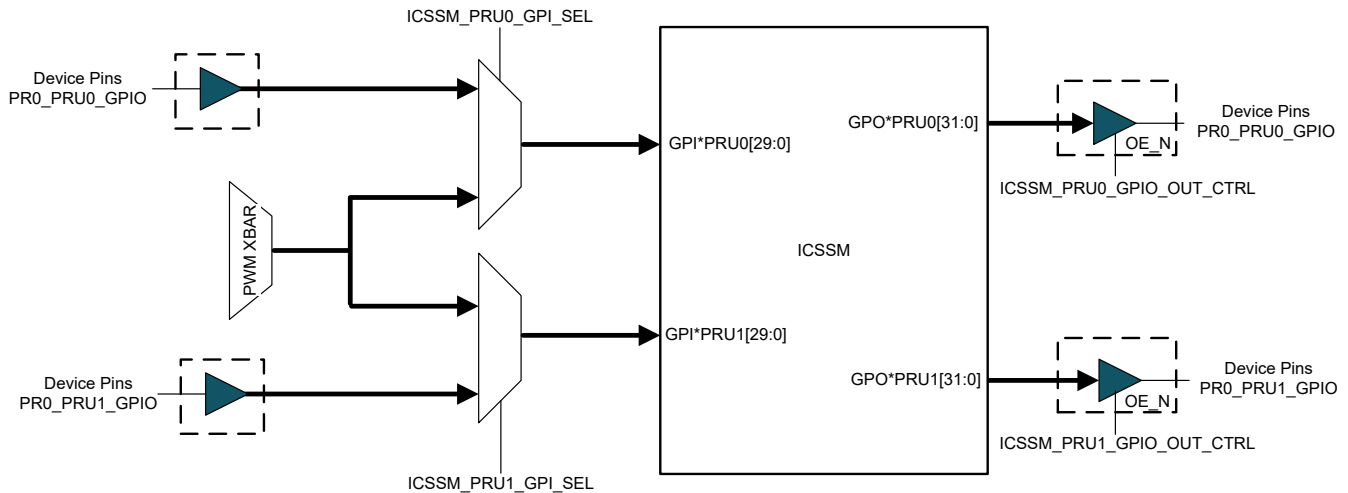 ICSSM_PRU0_GPI_SEL
Device Pins
PR0_PRU0_GPIO
GPI*PRU0[29:0]
GPO*PRU0[31:0]
OE_N
Device Pins
PR0_PRU0_GPIO
ICSSM_PRU0_GPIO_OUT_CTRL
PWM XBAR
ICSSM
GPI*PRU1[29:0]
Device Pins
PR0_PRU1_GPIO
GPO*PRU1[31:0]
OE_N
Device Pins
PR0_PRU1_GPIO
ICSSM_PRU1_GPIO_OUT_CTRL
ICSSM_PRU1_GPI_SEL